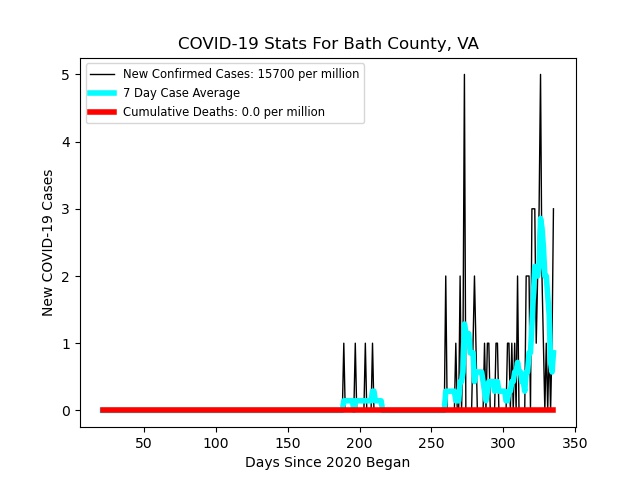 COVID-19 Stats For Bath County, VA
New Confirmed Cases: 15700 per million
7 Day Case Average
Cumulative Deaths: 0.0 per million
New COVID-19 Cases
5
4
3
2
1
0
50 100 150 200 250 300 350
Days Since 2020 Began